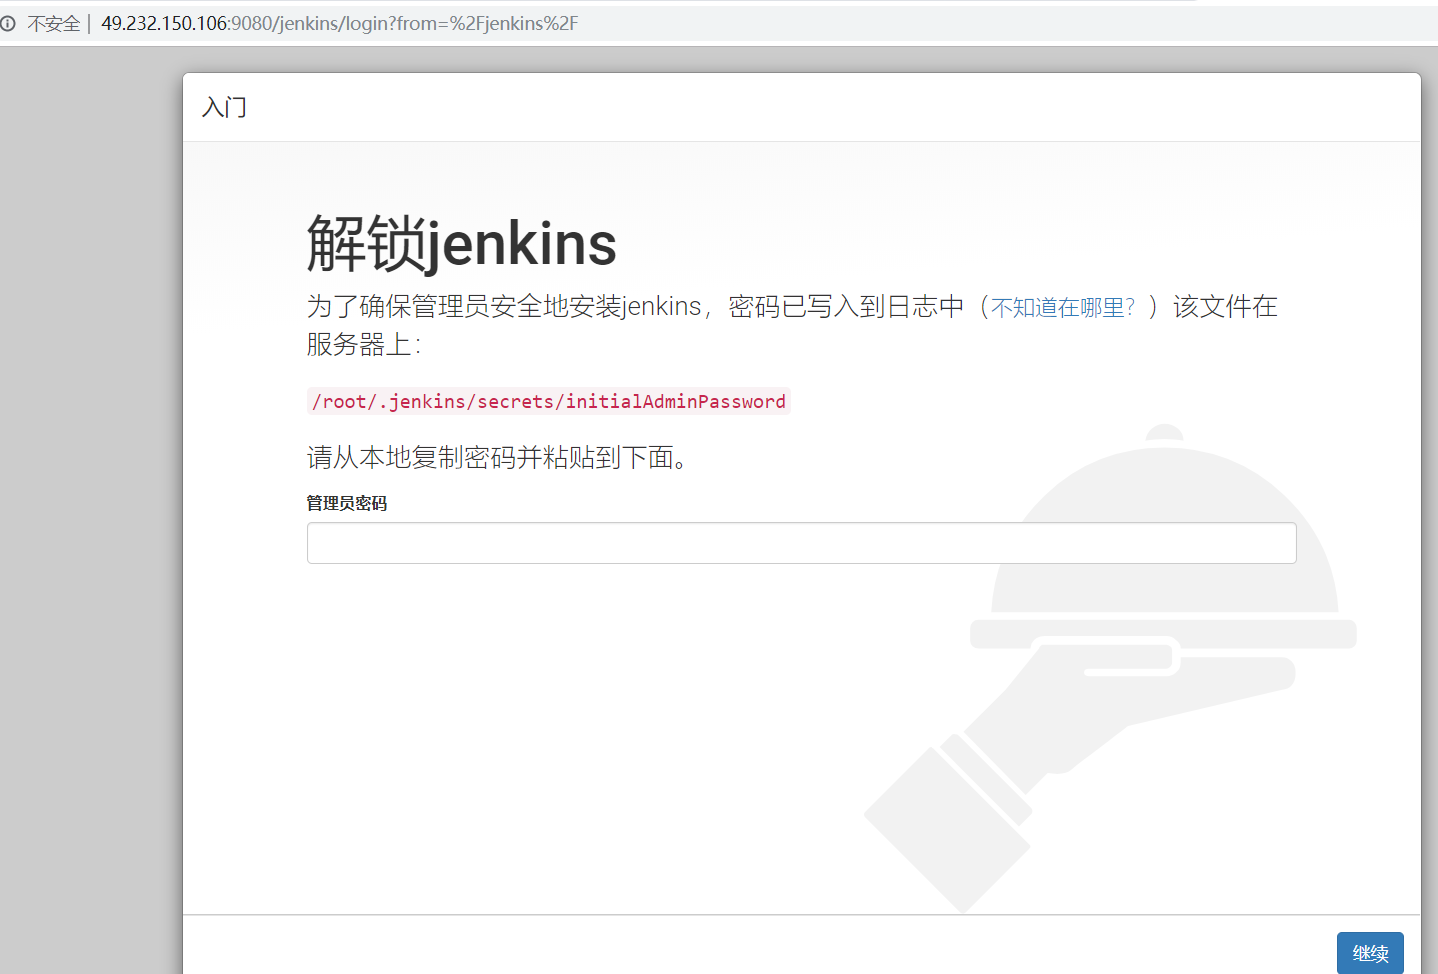 不安全 | 49.232.150.106:9080/jenkins/login?from=%2Fjenkins%2F
入门
解锁jenkins
为了确保管理员安全地安装jenkins，密码已写入到日志中（不知道在哪里？）该文件在
服务器上：
/root/.jenkins/secrets/initialAdminPassword
请从本地复制密码并粘贴到下面。
管理员密码
继续